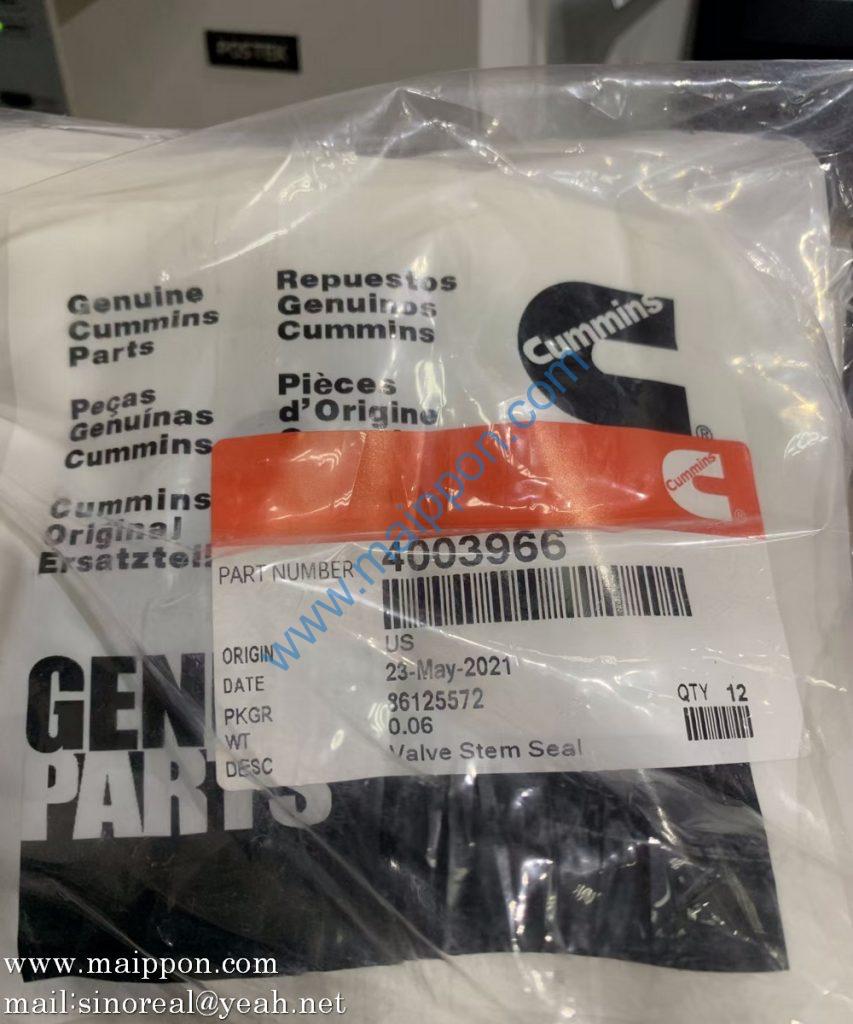 POSTEK
Genuine
Cummins
Parts
Repuestos
Genuinos
Cummins
Peças
Genuínas
Cummins
Pièces
d'Origine
Cummins
Original
Ersatzteil
Cummins
®
Cummins
®
PART NUMBER 4003966
ORIGIN US
DATE 23-May-2021
PKGR 36125572
WT 0.06
DESC Valve Stem Seal
QTY 12
GEN
PARTS
www.maippon.com
www.maippon.com
mail:sinoreal@yeah.net